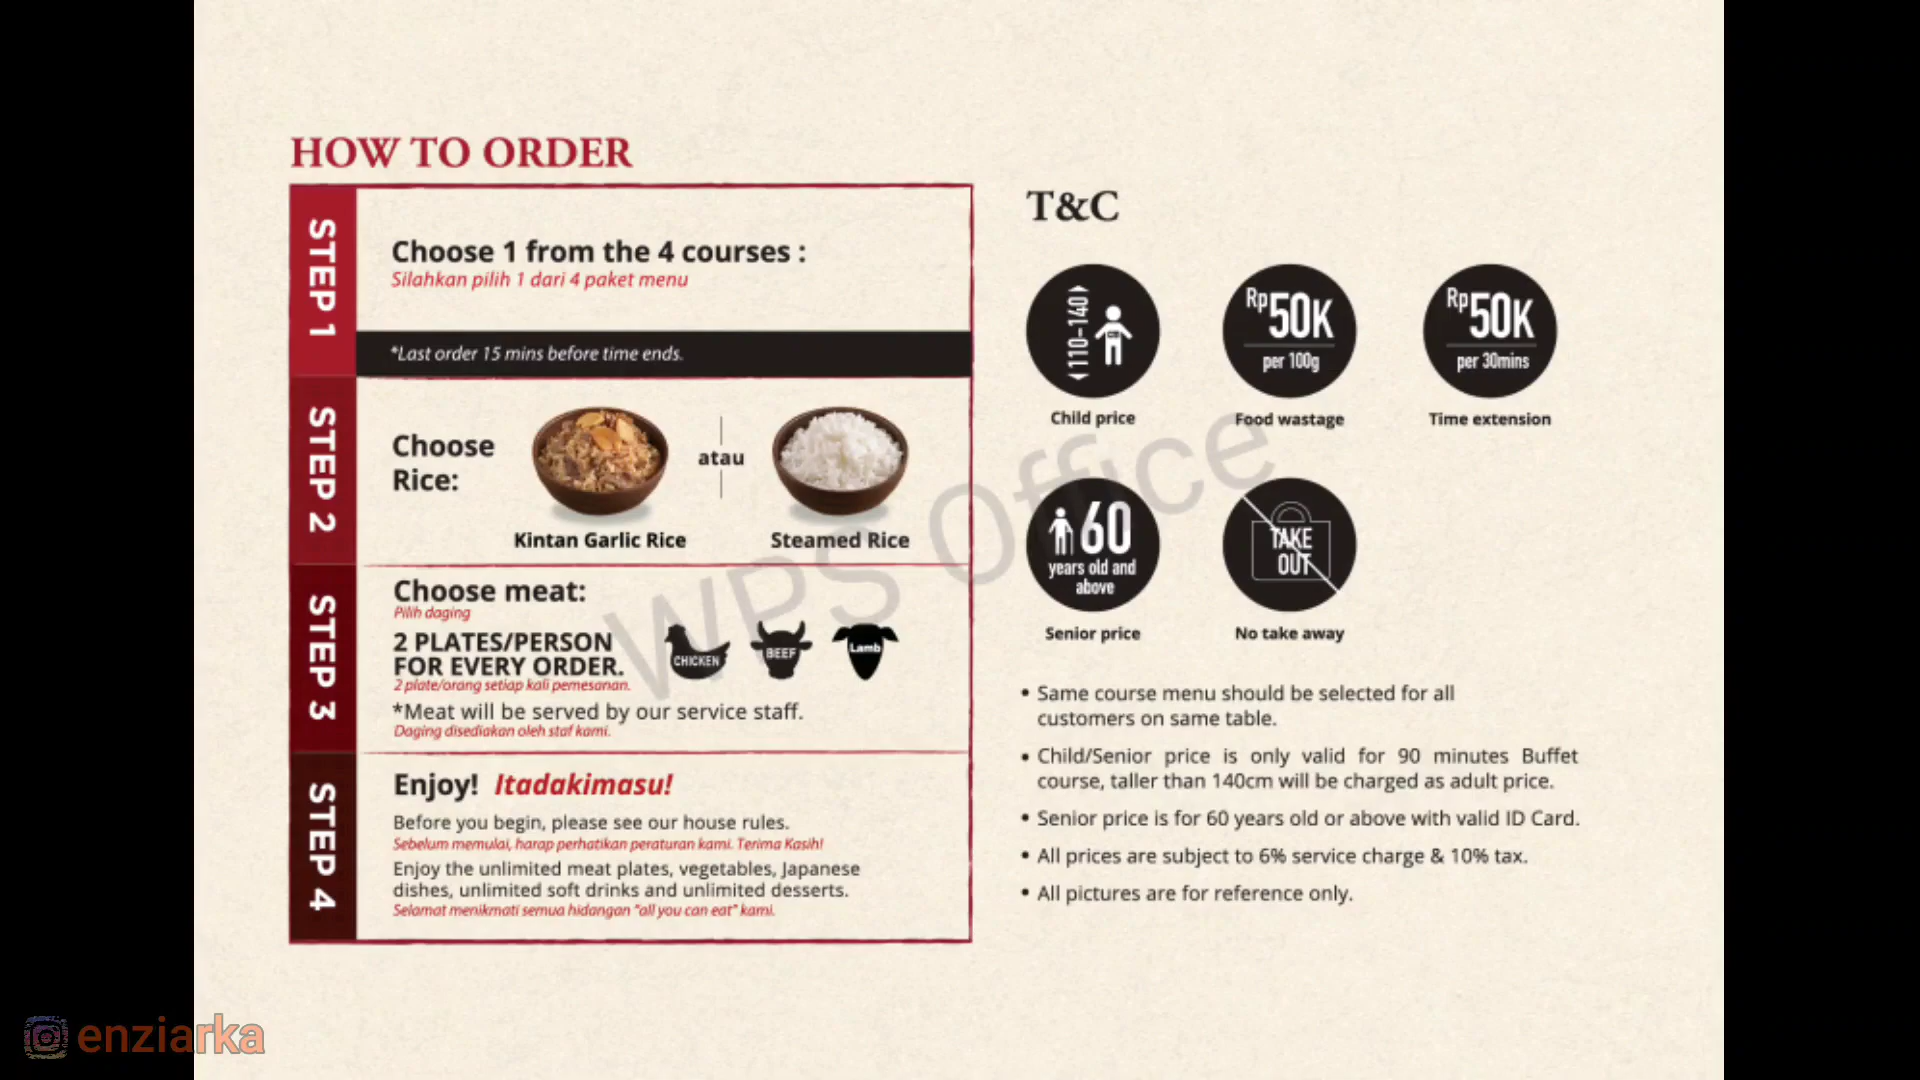 HOW TO ORDER
STEP 1
Choose 1 from the 4 courses :
Silahkan pilih 1 dari 4 paket menu
*Last order 15 mins before time ends.
STEP 2
Choose
Rice:
atau
Kintan Garlic Rice
Steamed Rice
STEP 3
Choose meat:
Pilih daging
2 PLATES/PERSON
FOR EVERY ORDER.
2 plate/orang setiap kali pemesanan.
CHICKEN
BEEF
Lamb
*Meat will be served by our service staff.
Daging disediakan oleh staf kami.
STEP 4
Enjoy! Itadakimasu!
Before you begin, please see our house rules.
Sebelum memulai, harap perhatikan peraturan kami. Terima Kasih!
Enjoy the unlimited meat plates, vegetables, Japanese
dishes, unlimited soft drinks and unlimited desserts.
Selamat menikmati semua hidangan "all you can eat" kami.
T&C
110-140
Child price
Rp50K
per 100g
Food wastage
Rp50K
per 30mins
Time extension
60
years old and
above
Senior price
TAKE
OUT
No take away
• Same course menu should be selected for all
customers on same table.
• Child/Senior price is only valid for 90 minutes Buffet
course, taller than 140cm will be charged as adult price.
• Senior price is for 60 years old or above with valid ID Card.
• All prices are subject to 6% service charge & 10% tax.
• All pictures are for reference only.
WPS Office
enziarka